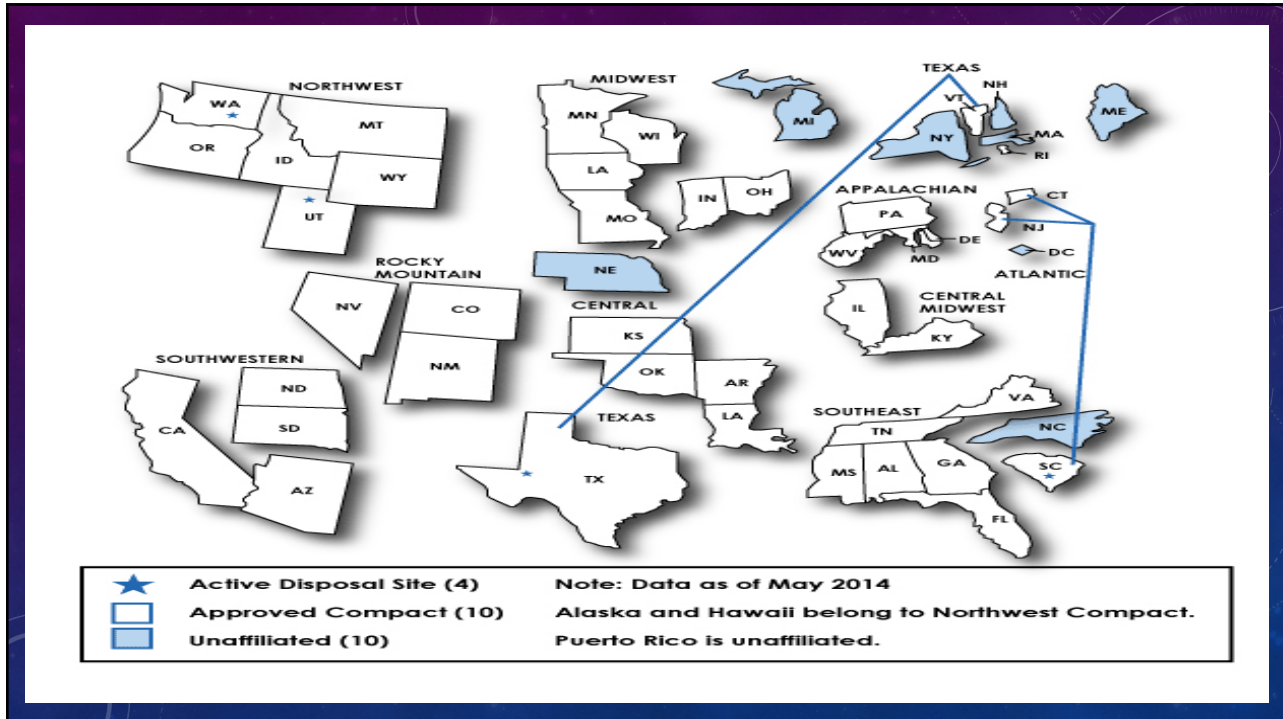 NORTHWEST
WA
MT
OR
ID
WY
UT
MIDWEST
MN
WI
LA
MO
IN
OH
MI
TEXAS
NH
VT
ME
NY
MA
RI
APPALACHIAN
PA
WV
MD
DE
CT
NJ
DC
ATLANTIC
ROCKY
MOUNTAIN
NV
CO
NM
NE
CENTRAL
KS
OK
AR
LA
IL
CENTRAL
MIDWEST
KY
SOUTHWESTERN
CA
ND
SD
AZ
TEXAS
TX
SOUTHEAST
VA
TN
NC
MS
AL
GA
SC
FL
Active Disposal Site (4)
Note: Data as of May 2014
Approved Compact (10)
Alaska and Hawaii belong to Northwest Compact.
Unaffiliated (10)
Puerto Rico is unaffiliated.